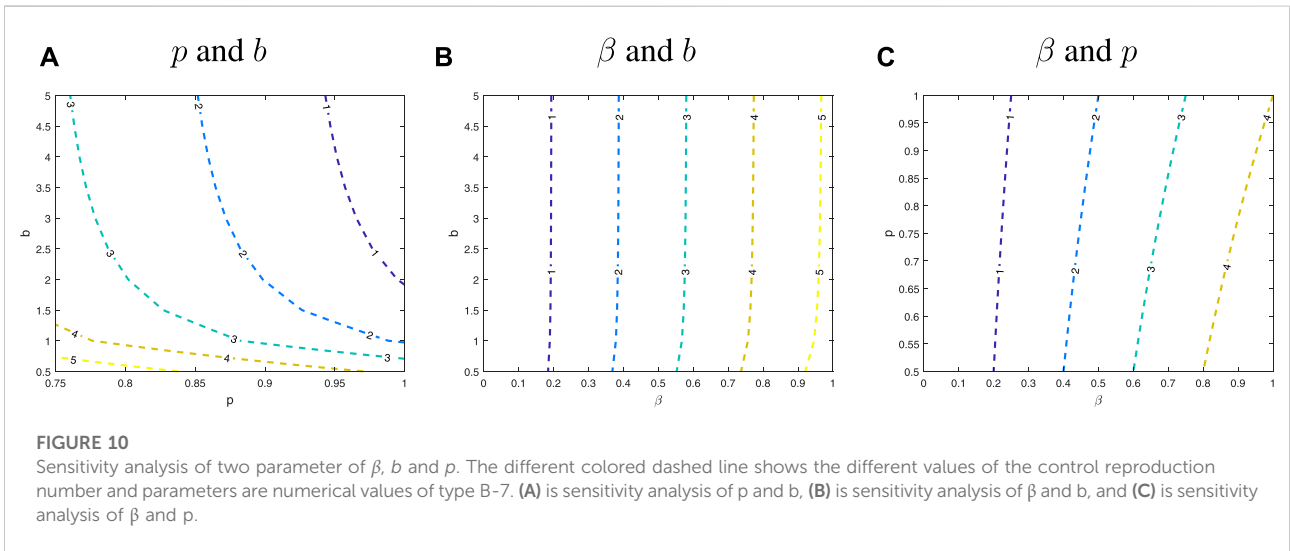 A p and b
5
4.5
4
3.5
3
2.5
2
1.5
1
0.5
b
3
2
1
3
2
1
3
2
4
3
5
4
0.75 0.8 0.85 0.9 0.95 1
p
B β and b
5
4.5
4
3.5
3
2.5
2
1.5
1
0.5
b
1 2 3 4 5
1 2 3 4 5
0 0.1 0.2 0.3 0.4 0.5 0.6 0.7 0.8 0.9 1
β
C β and p
1
0.95
0.9
0.85
0.8
0.75
0.7
0.65
0.6
0.55
0.5
p
1 2 3 4
1 2 3 4
0 0.1 0.2 0.3 0.4 0.5 0.6 0.7 0.8 0.9 1
β
FIGURE 10
Sensitivity analysis of two parameter of β, b and p. The different colored dashed line shows the different values of the control reproduction
number and parameters are numerical values of type B-7. (A) is sensitivity analysis of p and b, (B) is sensitivity analysis of β and b, and (C) is sensitivity
analysis of β and p.